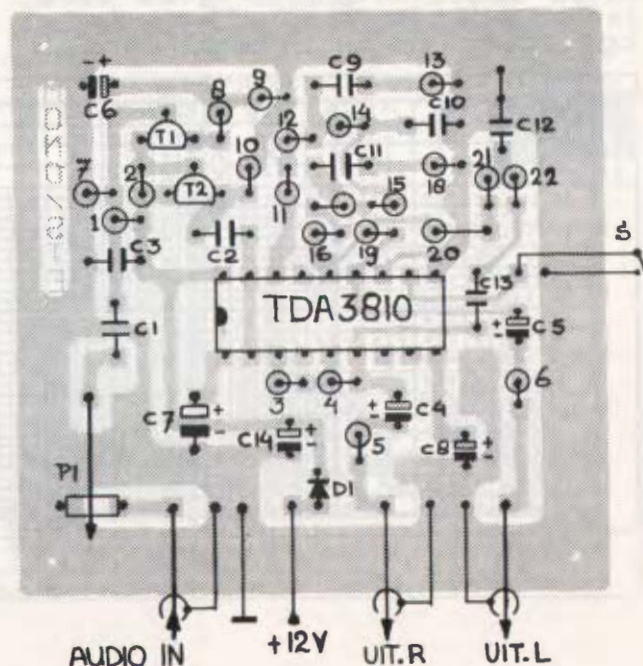 - +
C6
T1
8
9
C9
13
12
14
C10
C12
7
2
T2
10
11
C11
18
21
22
1
15
C3
C2
16
19
20
S
C1
TDA3810
C13
+
-
C5
3
4
6
C7
+
-
C14
+
-
5
+
-
C4
C8
+
-
P1
D1
AUDIO IN
+12V
UIT.R
UIT.L